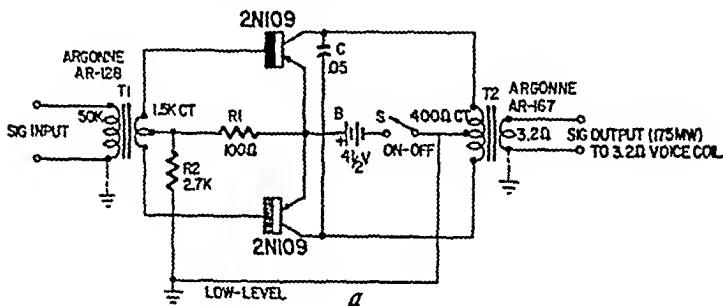 2N109
ARGONNE
AR-128
T1
50K
1.5K CT
SIG INPUT
R1
100Ω
R2
2.7K
C
.05
B
+
4½V
S
ON-OFF
400Ω CT
T2
ARGONNE
AR-167
3.2Ω
SIG OUTPUT (175MW)
TO 3.2Ω VOICE COIL
2N109
LOW-LEVEL
a